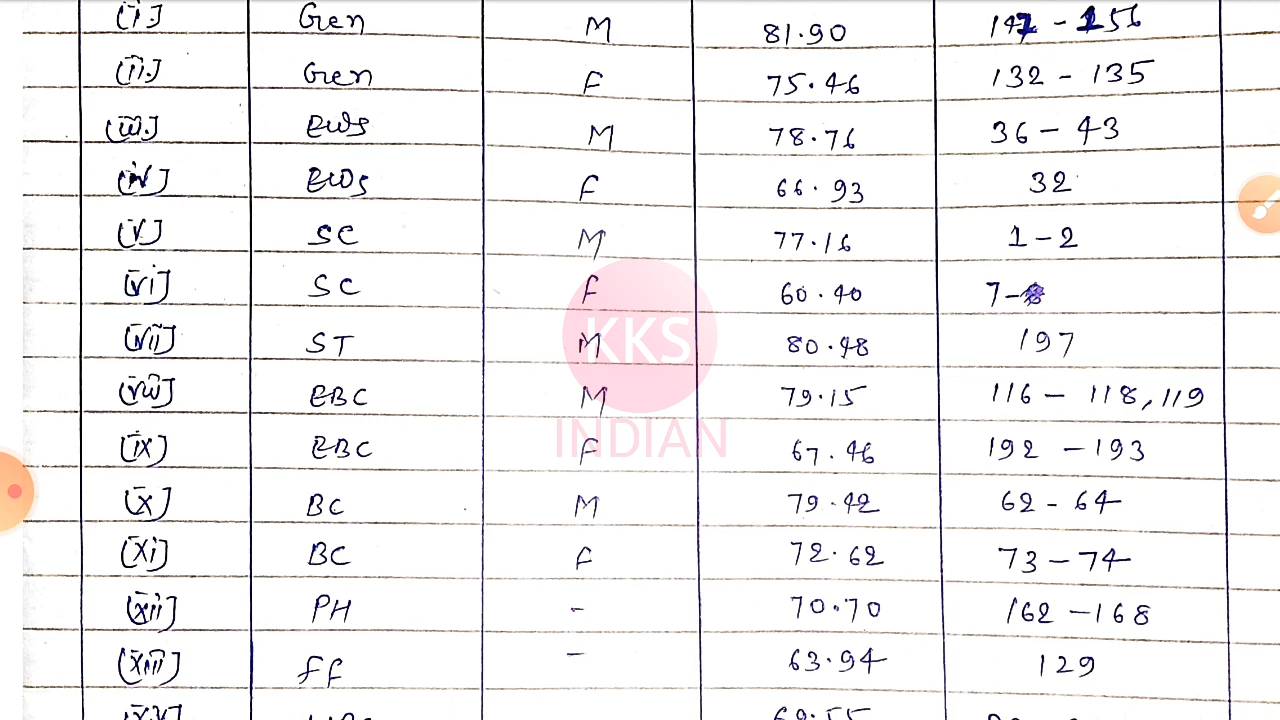 (i) Gen M 81.90 147 - 156
(ii) Gen F 75.46 132 - 135
(iii) EWS M 78.76 36 - 43
(iv) EWS F 66.93 32
(v) SC M 77.16 1 - 2
(vi) SC F 60.40 7 -
(vii) ST M 80.48 197
(viii) EBC M 79.15 116 - 118, 119
(ix) EBC F 67.46 192 - 193
(x) BC M 79.42 62 - 64
(xi) BC F 72.62 73 - 74
(xii) PH - 70.70 162 - 168
(xiii) FF - 63.94 129
KKS
INDIAN